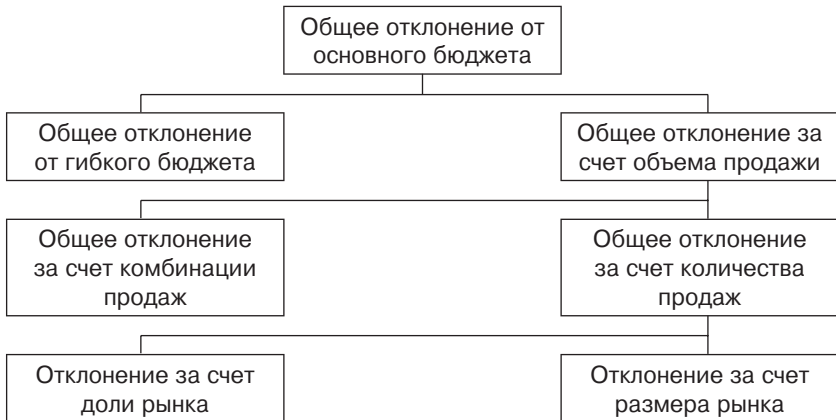 Общее отклонение от
основного бюджета
Общее отклонение
от гибкого бюджета
Общее отклонение за
счет объема продажи
Общее отклонение
за счет комбинации
продаж
Общее отклонение
за счет количества
продаж
Отклонение за счет
доли рынка
Отклонение за счет
размера рынка